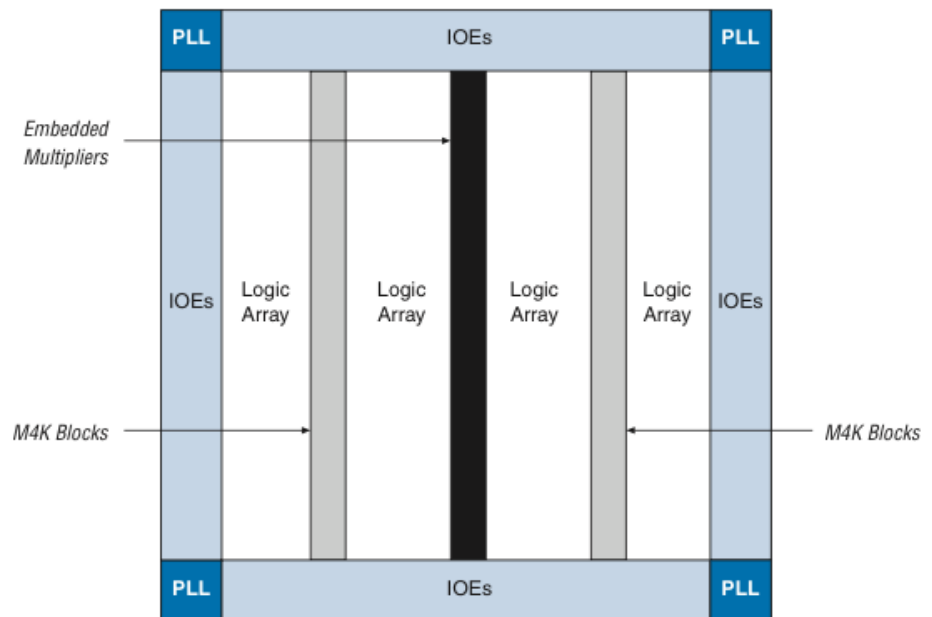 PLL
IOEs
PLL
Embedded
Multipliers
IOEs
Logic
Array
Logic
Array
Logic
Array
Logic
Array
IOEs
M4K Blocks
M4K Blocks
PLL
IOEs
PLL